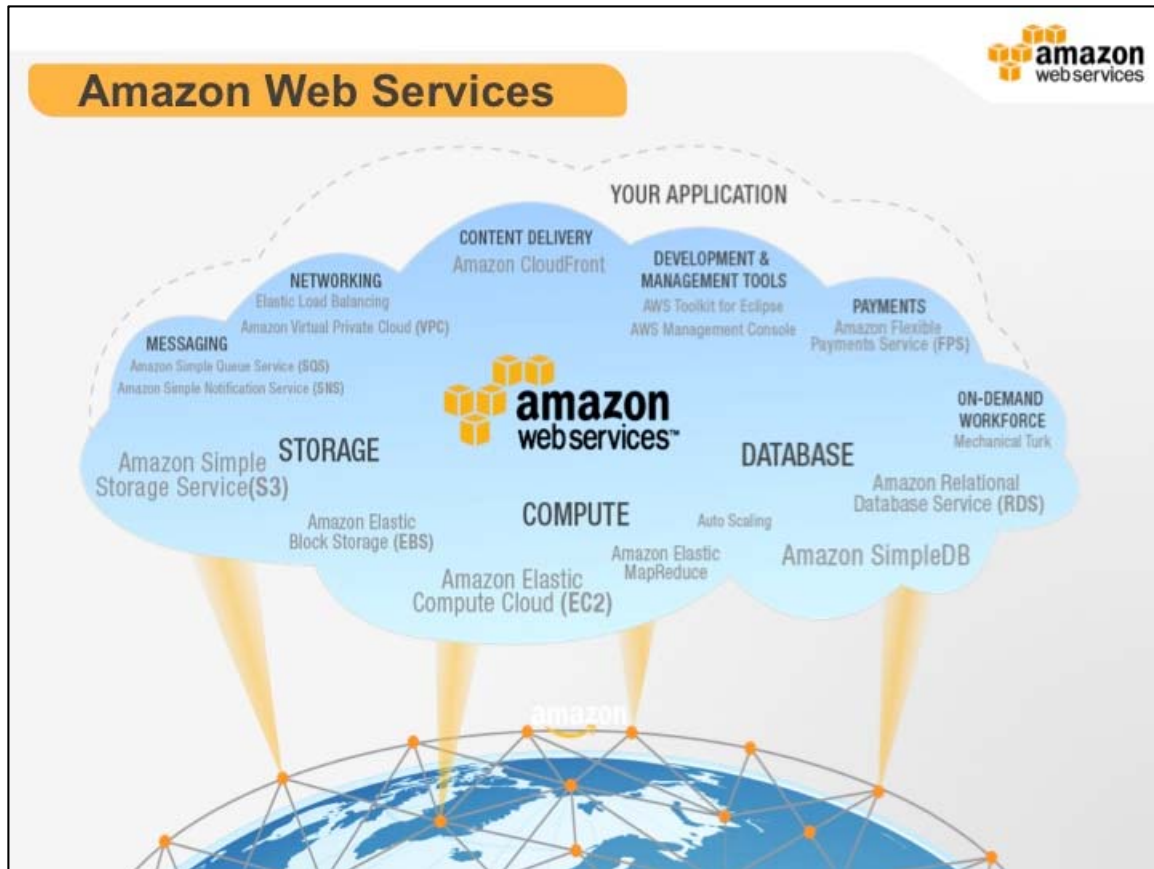 amazon
webservices
Amazon Web Services
YOUR APPLICATION
CONTENT DELIVERY
Amazon CloudFront
DEVELOPMENT &
MANAGEMENT TOOLS
AWS Toolkit for Eclipse
AWS Management Console
NETWORKING
Elastic Load Balancing
Amazon Virtual Private Cloud (VPC)
PAYMENTS
Amazon Flexible
Payments Service (FPS)
MESSAGING
Amazon Simple Queue Service (SQS)
Amazon Simple Notification Service (SNS)
amazon
webservices™
ON-DEMAND
WORKFORCE
Mechanical Turk
STORAGE
Amazon Simple
Storage Service(S3)
Amazon Elastic
Block Storage (EBS)
DATABASE
Amazon Relational
Database Service (RDS)
Amazon SimpleDB
COMPUTE
Auto Scaling
Amazon Elastic
MapReduce
Amazon Elastic
Compute Cloud (EC2)
amazon